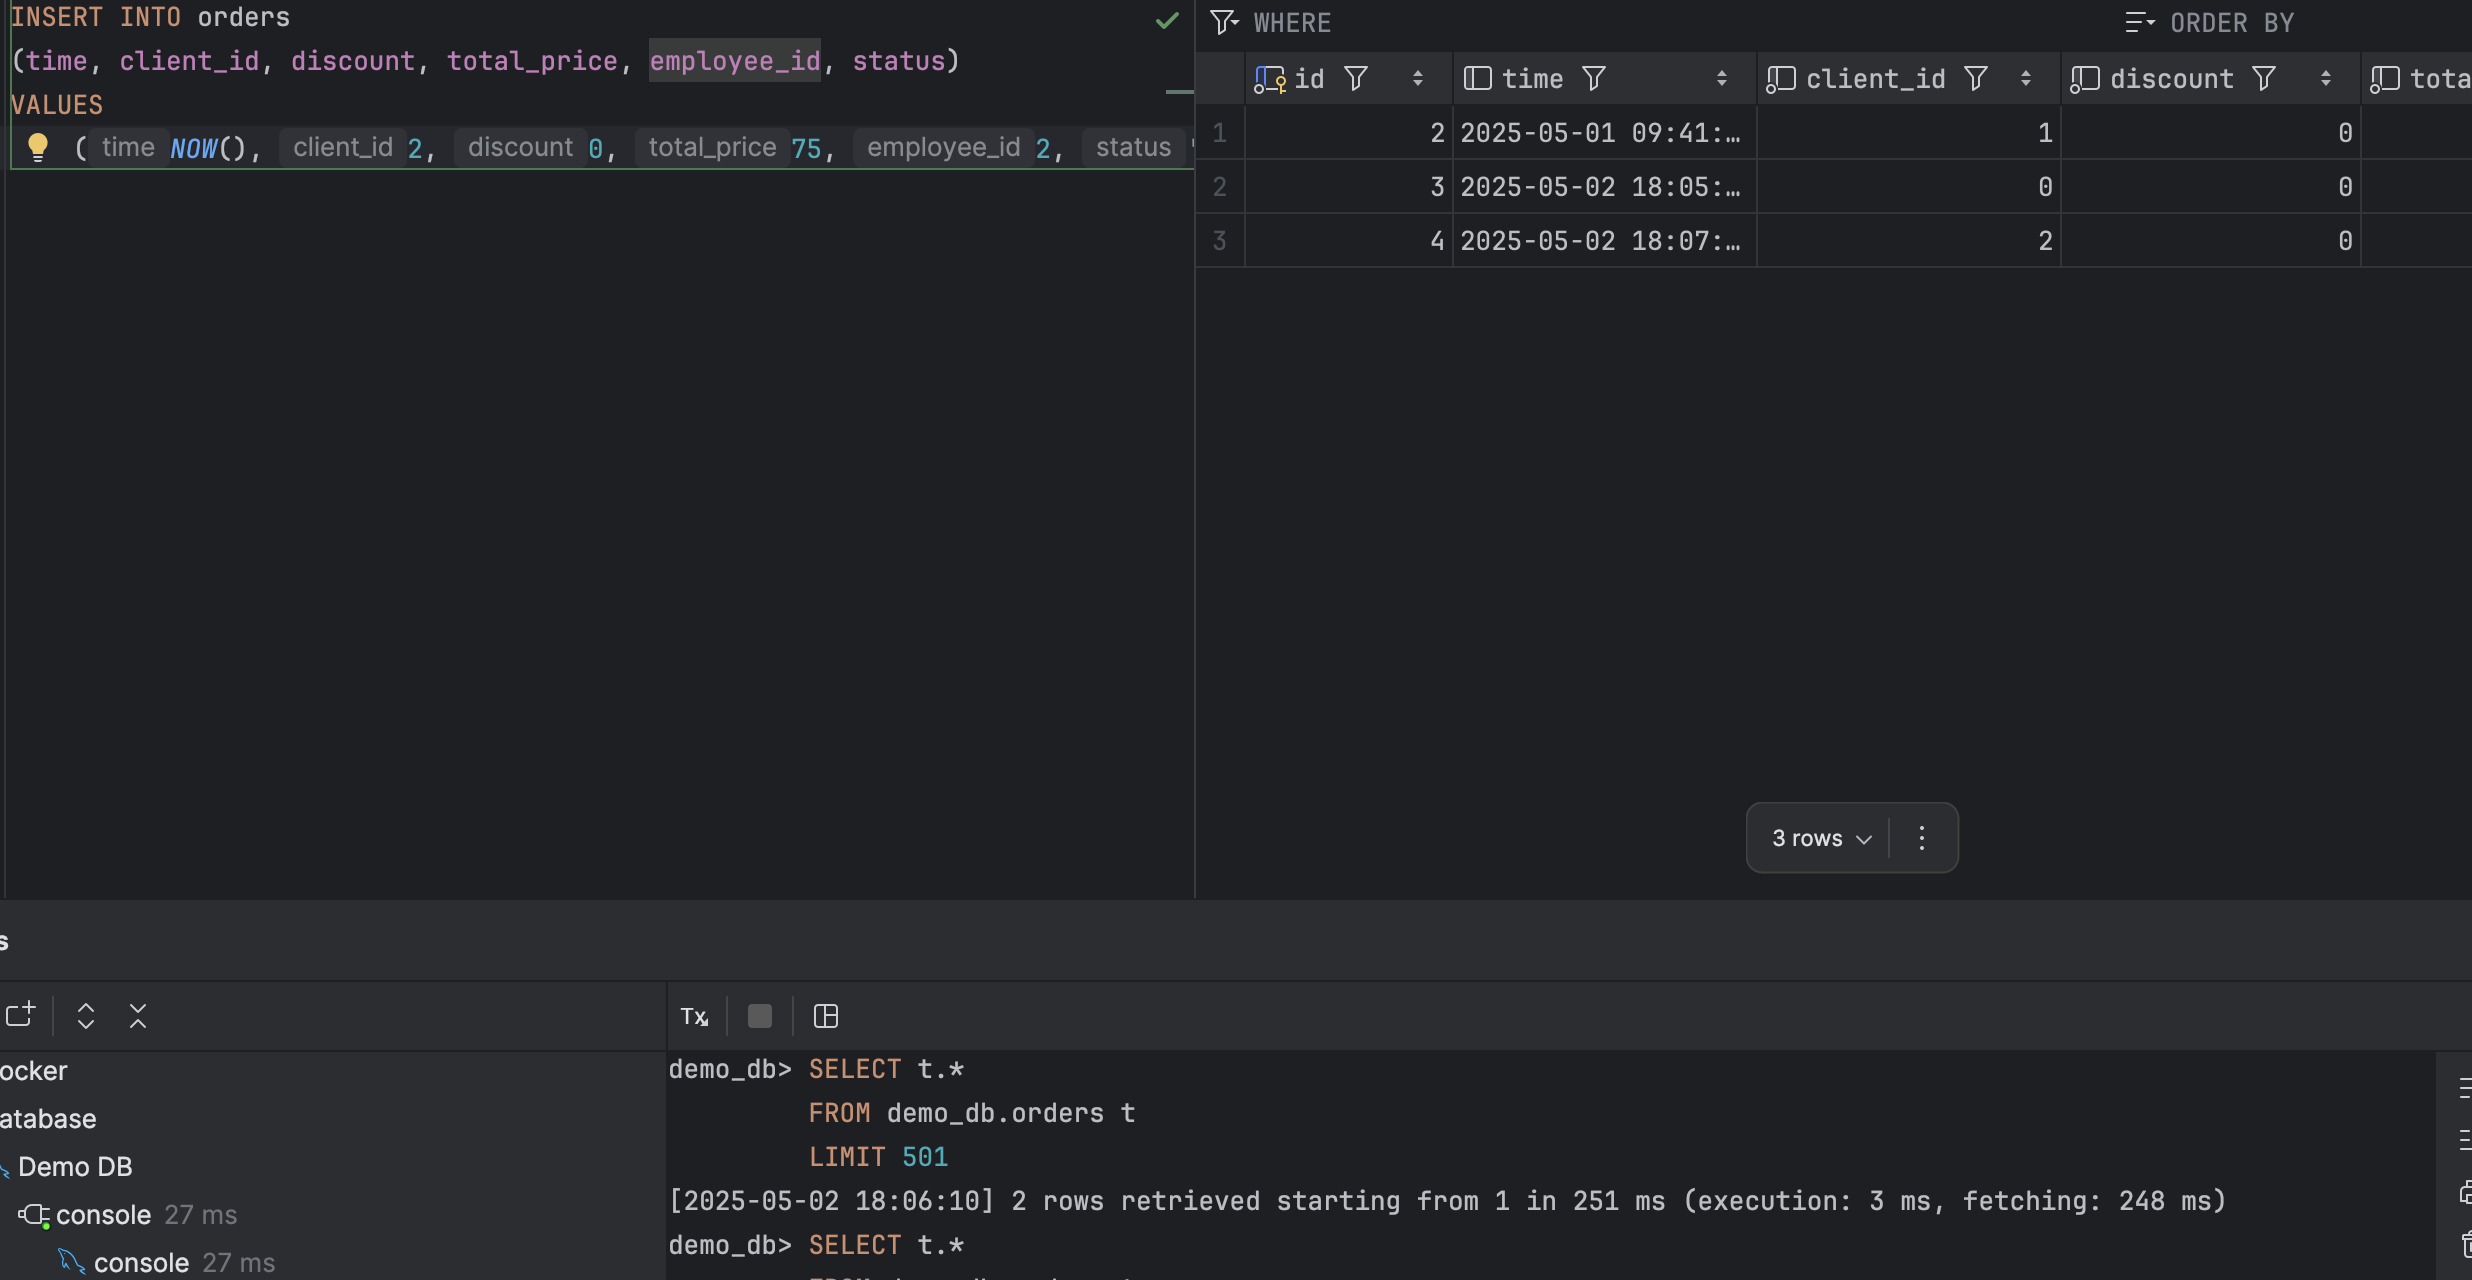 INSERT INTO orders
(time, client_id, discount, total_price, employee_id, status)
VALUES
( time NOW(), client_id 2, discount 0, total_price 75, employee_id 2, status '
WHERE
ORDER BY
id time client_id discount tota
1 2 2025-05-01 09:41:… 1 0
2 3 2025-05-02 18:05:… 0 0
3 4 2025-05-02 18:07:… 2 0
3 rows
s
Tx
ocker
atabase
Demo DB
console 27 ms
console 27 ms
demo_db> SELECT t.*
FROM demo_db.orders t
LIMIT 501
[2025-05-02 18:06:10] 2 rows retrieved starting from 1 in 251 ms (execution: 3 ms, fetching: 248 ms)
demo_db> SELECT t.*